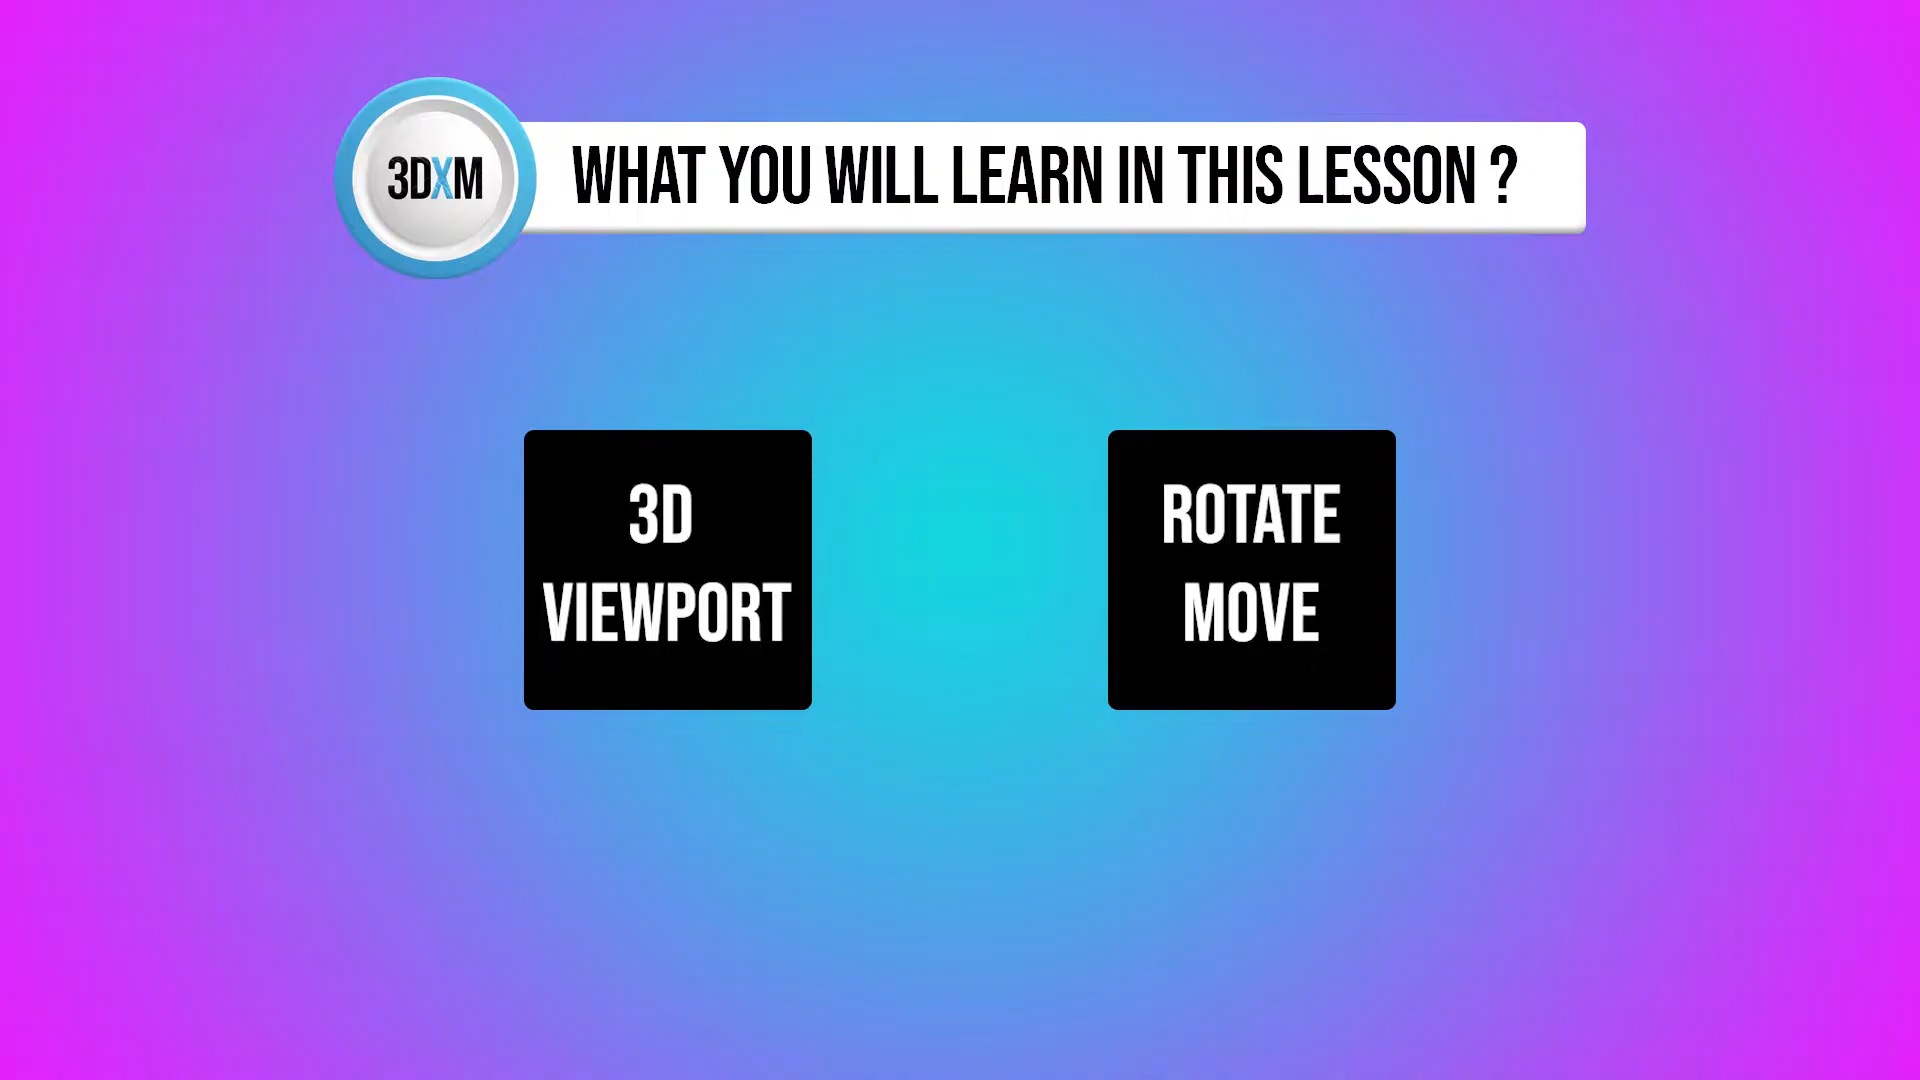 3DXM
WHAT YOU WILL LEARN IN THIS LESSON ?
3D
VIEWPORT
ROTATE
MOVE